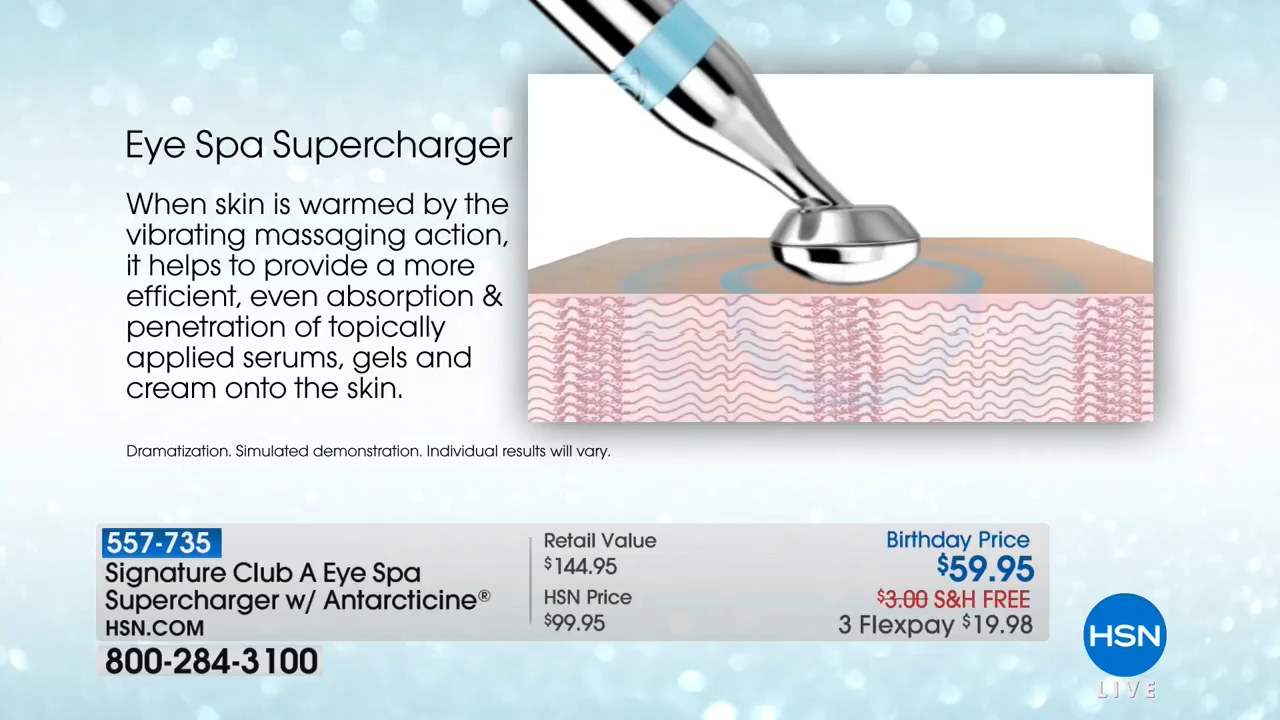 Eye Spa Supercharger
When skin is warmed by the
vibrating massaging action,
it helps to provide a more
efficient, even absorption &
penetration of topically
applied serums, gels and
cream onto the skin.
Dramatization. Simulated demonstration. Individual results will vary.
557-735
Signature Club A Eye Spa
Supercharger w/ Antarcticine®
HSN.COM
800-284-3100
Retail Value
$144.95
HSN Price
$99.95
Birthday Price
$59.95
$3.00 S&H FREE
3 Flexpay $19.98
HSN
LIVE